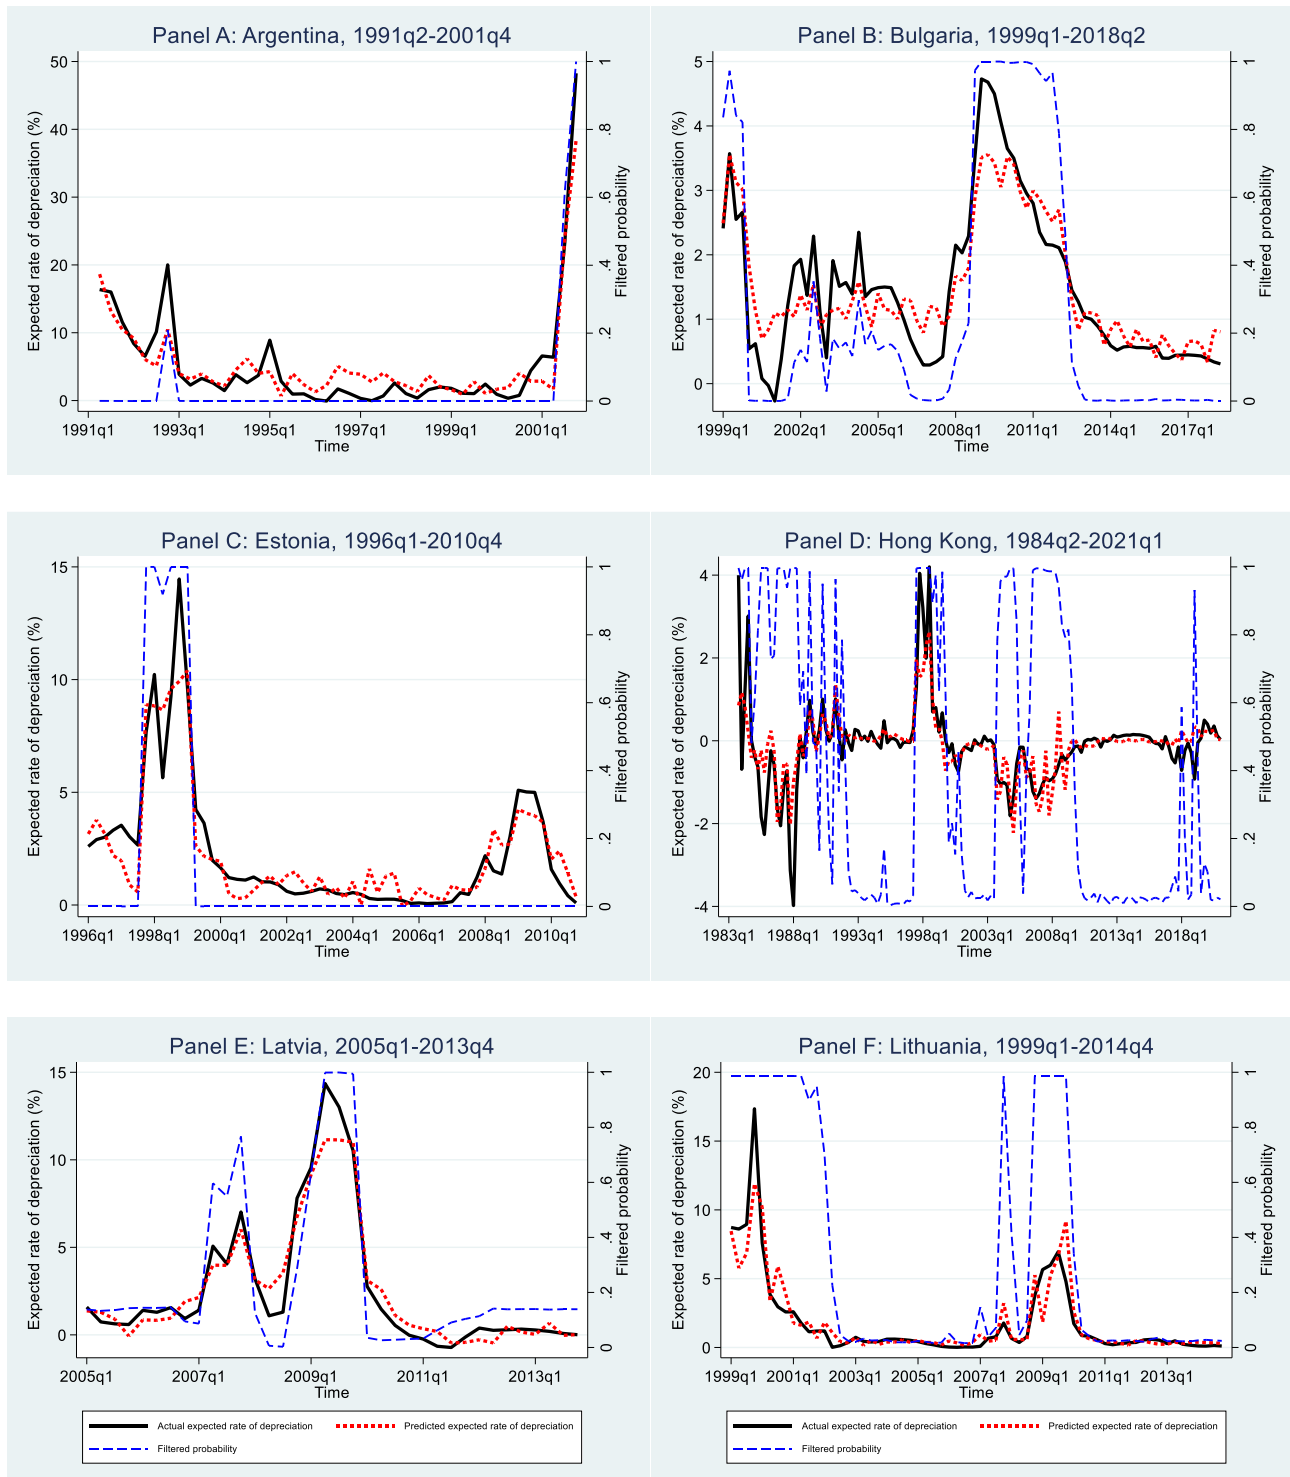 Panel A: Argentina, 1991q2-2001q4
Expected rate of depreciation (%)
50
40
30
20
10
0
1
.8
.6
.4
.2
0
Filtered probability
1991q1 1993q1 1995q1 1997q1 1999q1 2001q1
Time
Panel B: Bulgaria, 1999q1-2018q2
Expected rate of depreciation (%)
5
4
3
2
1
0
1
.8
.6
.4
.2
0
Filtered probability
1999q1 2002q1 2005q1 2008q1 2011q1 2014q1 2017q1
Time
Panel C: Estonia, 1996q1-2010q4
Expected rate of depreciation (%)
15
10
5
0
1
.8
.6
.4
.2
0
Filtered probability
1996q1 1998q1 2000q1 2002q1 2004q1 2006q1 2008q1 2010q1
Time
Panel D: Hong Kong, 1984q2-2021q1
Expected rate of depreciation (%)
4
2
0
-2
-4
1
.8
.6
.4
.2
0
Filtered probability
1983q1 1988q1 1993q1 1998q1 2003q1 2008q1 2013q1 2018q1
Time
Panel E: Latvia, 2005q1-2013q4
Expected rate of depreciation (%)
15
10
5
0
1
.8
.6
.4
.2
0
Filtered probability
2005q1 2007q1 2009q1 2011q1 2013q1
Time
Actual expected rate of depreciation Predicted expected rate of depreciation
Filtered probability
Panel F: Lithuania, 1999q1-2014q4
Expected rate of depreciation (%)
20
15
10
5
0
1
.8
.6
.4
.2
0
Filtered probability
1999q1 2001q1 2003q1 2005q1 2007q1 2009q1 2011q1 2013q1
Time
Actual expected rate of depreciation Predicted expected rate of depreciation
Filtered probability